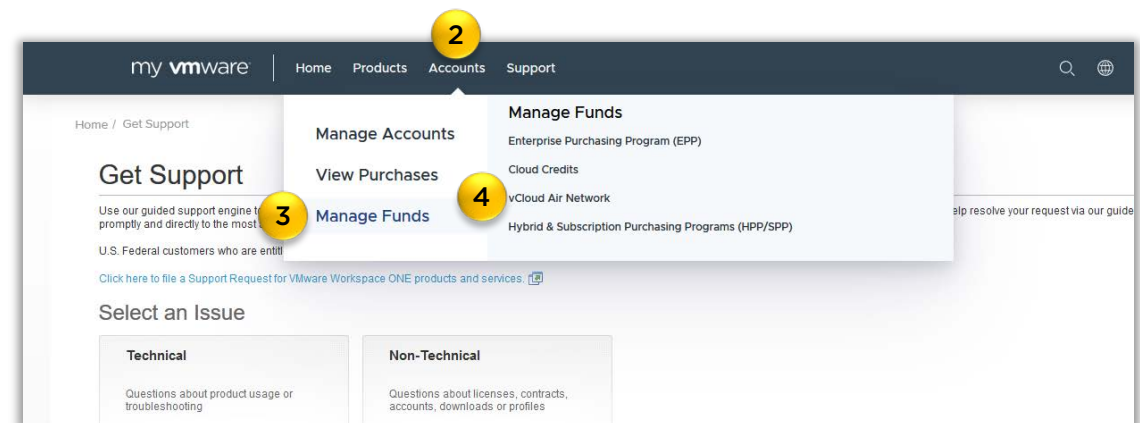 2
my vmware Home Products Accounts Support
Home / Get Support
Manage Accounts
View Purchases
3 Manage Funds
Manage Funds
Enterprise Purchasing Program (EPP)
Cloud Credits
4 vCloud Air Network
Hybrid & Subscription Purchasing Programs (HPP/SPP)
Get Support
Use our guided support engine elp resolve your request via our guide
promptly and directly to the most
U.S. Federal customers who are entitl
Click here to file a Support Request for VMware Workspace ONE products and services.
Select an Issue
Technical
Questions about product usage or
troubleshooting
Non-Technical
Questions about licenses, contracts,
accounts, downloads or profiles